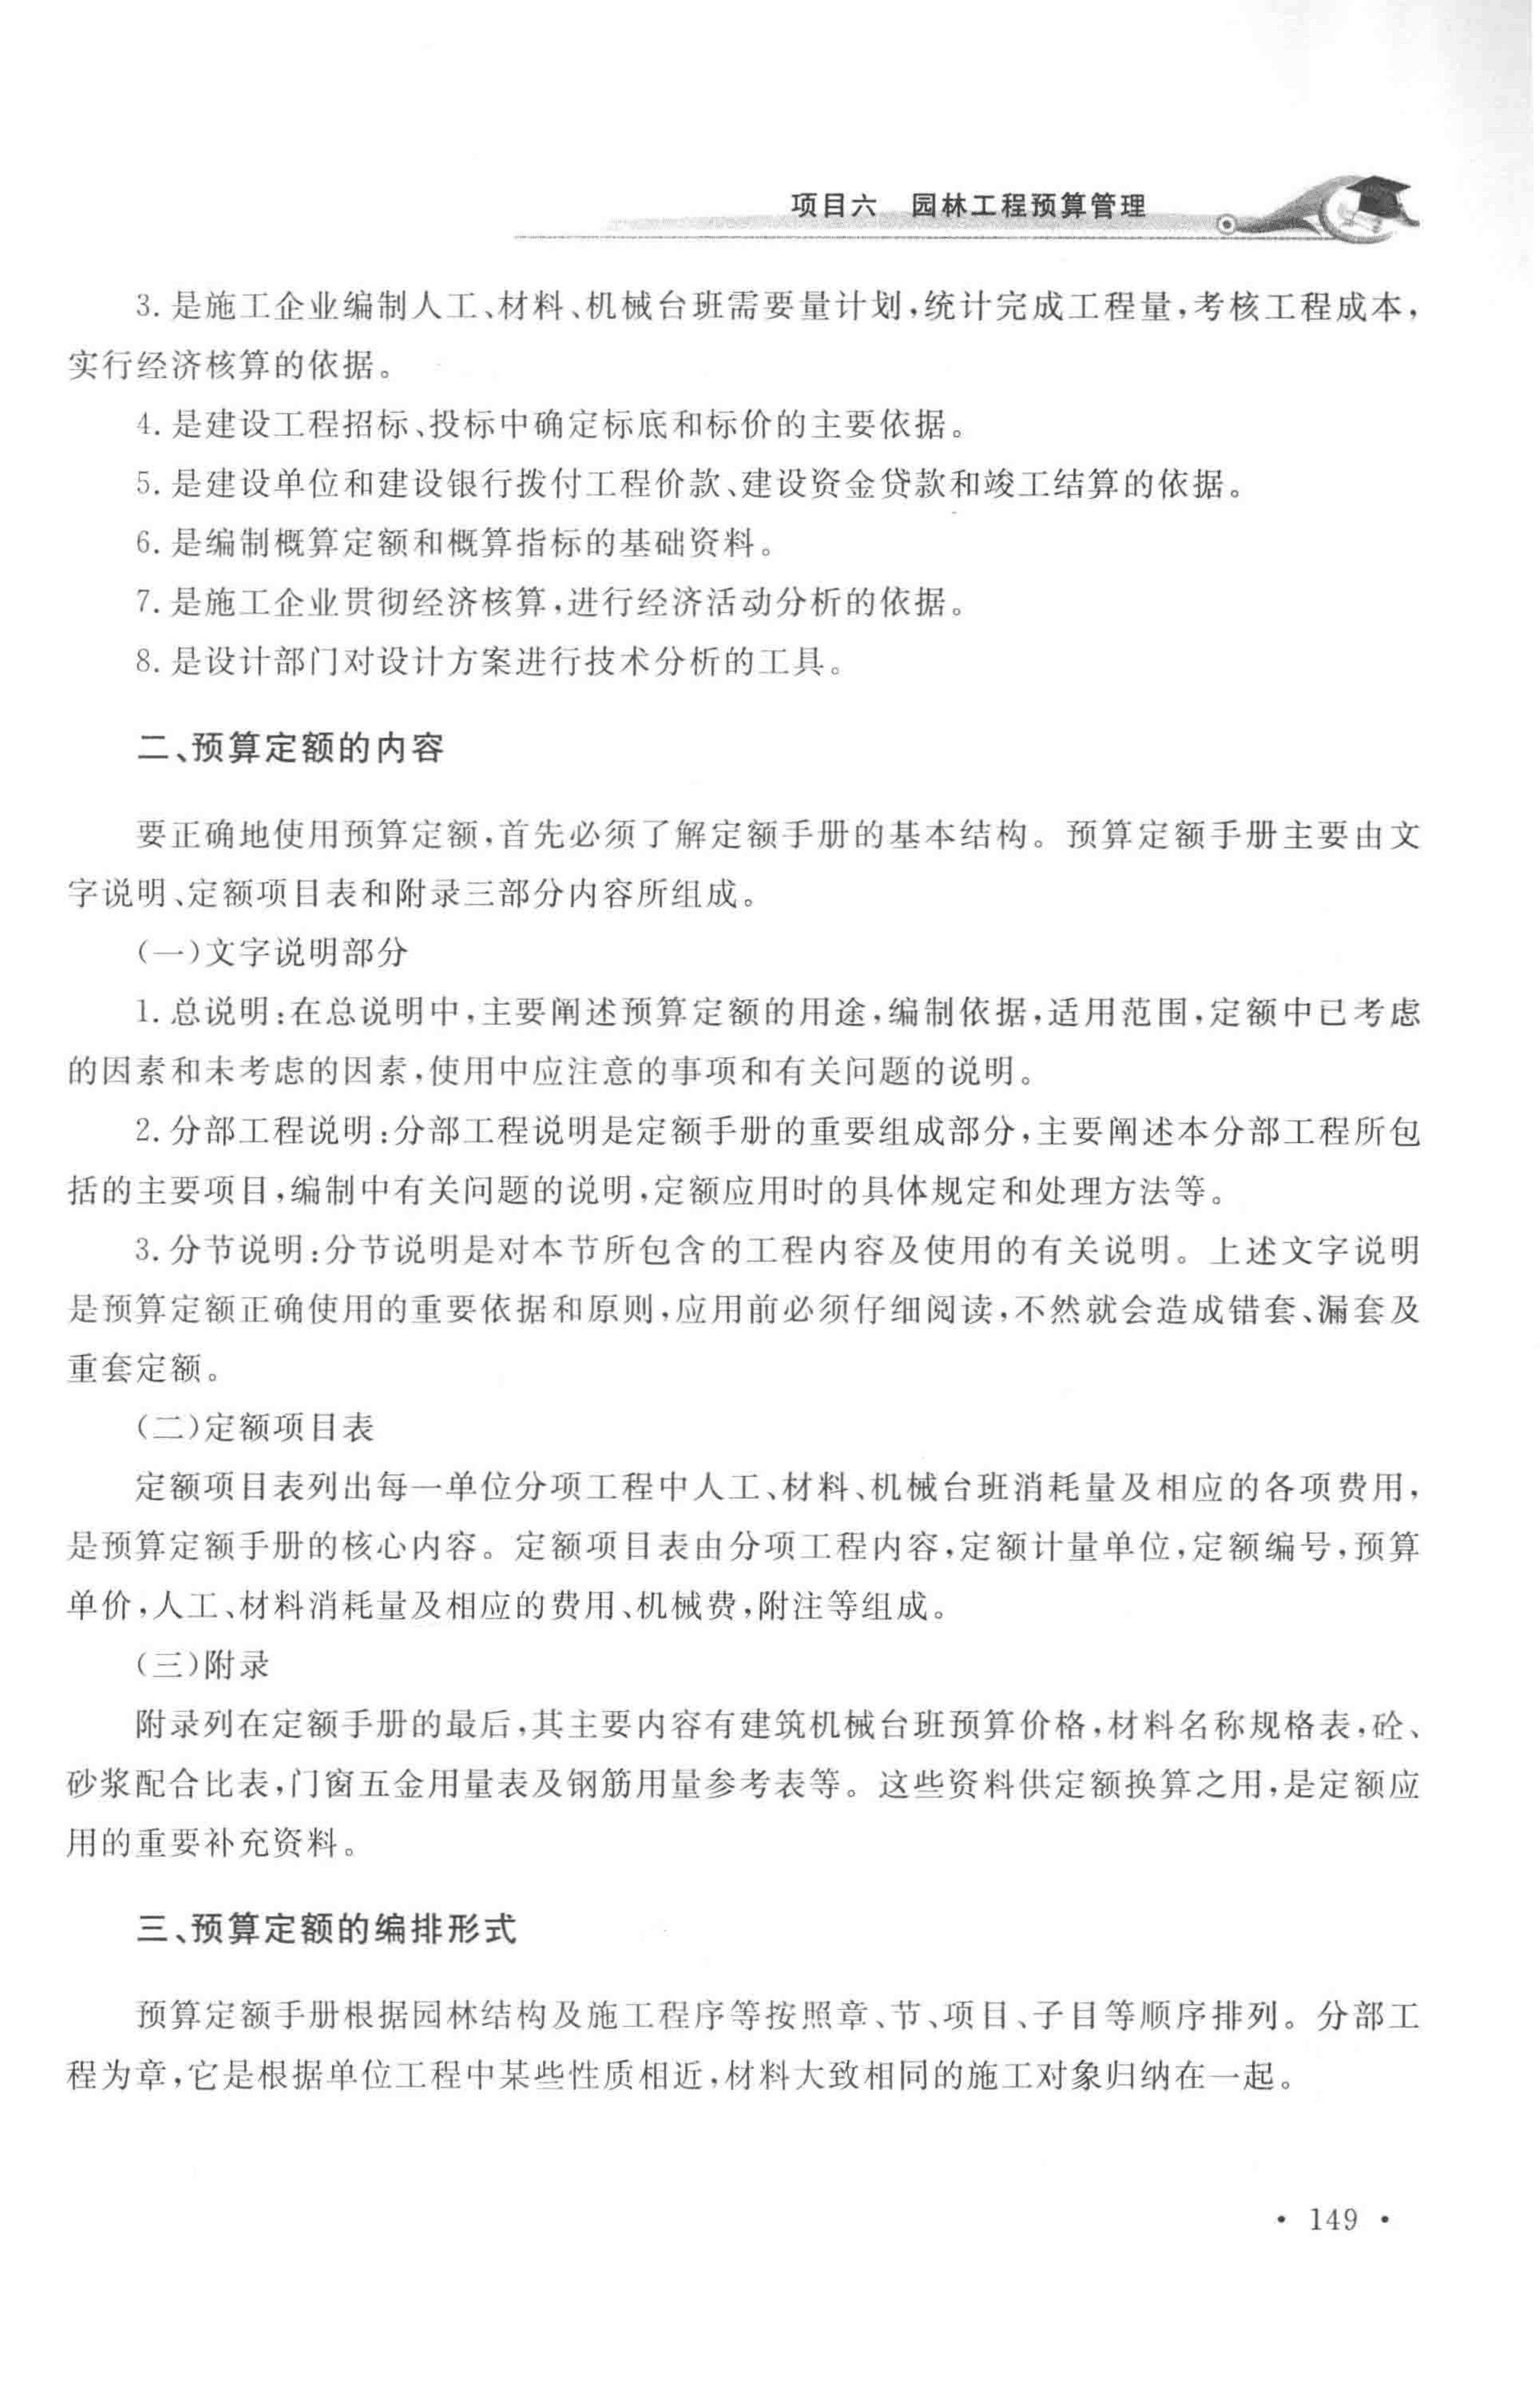 项目六 园林工程预算管理
3. 是施工企业编制人工、材料、机械台班需要量计划,统计完成工程量,考核工程成本,
实行经济核算的依据。
4. 是建设工程招标、投标中确定标底和标价的主要依据。
5. 是建设单位和建设银行拨付工程价款、建设资金贷款和竣工结算的依据。
6. 是编制概算定额和概算指标的基础资料。
7. 是施工企业贯彻经济核算,进行经济活动分析的依据。
8. 是设计部门对设计方案进行技术分析的工具。
二、预算定额的内容
要正确地使用预算定额,首先必须了解定额手册的基本结构。预算定额手册主要由文
字说明、定额项目表和附录三部分内容所组成。
(一)文字说明部分
1. 总说明:在总说明中,主要阐述预算定额的用途,编制依据,适用范围,定额中已考虑
的因素和未考虑的因素,使用中应注意的事项和有关问题的说明。
2. 分部工程说明:分部工程说明是定额手册的重要组成部分,主要阐述本分部工程所包
括的主要项目,编制中有关问题的说明,定额应用时的具体规定和处理方法等。
3. 分节说明:分节说明是对本节所包含的工程内容及使用的有关说明。上述文字说明
是预算定额正确使用的重要依据和原则,应用前必须仔细阅读,不然就会造成错套、漏套及
重套定额。
(二)定额项目表
定额项目表列出每一单位分项工程中人工、材料、机械台班消耗量及相应的各项费用,
是预算定额手册的核心内容。定额项目表由分项工程内容,定额计量单位,定额编号,预算
单价,人工、材料消耗量及相应的费用、机械费,附注等组成。
(三)附录
附录列在定额手册的最后,其主要内容有建筑机械台班预算价格,材料名称规格表,砼、
砂浆配合比表,门窗五金用量表及钢筋用量参考表等。这些资料供定额换算之用,是定额应
用的重要补充资料。
三、预算定额的编排形式
预算定额手册根据园林结构及施工程序等按照章、节、项目、子目等顺序排列。分部工
程为章,它是根据单位工程中某些性质相近,材料大致相同的施工对象归纳在一起。
• 149 •